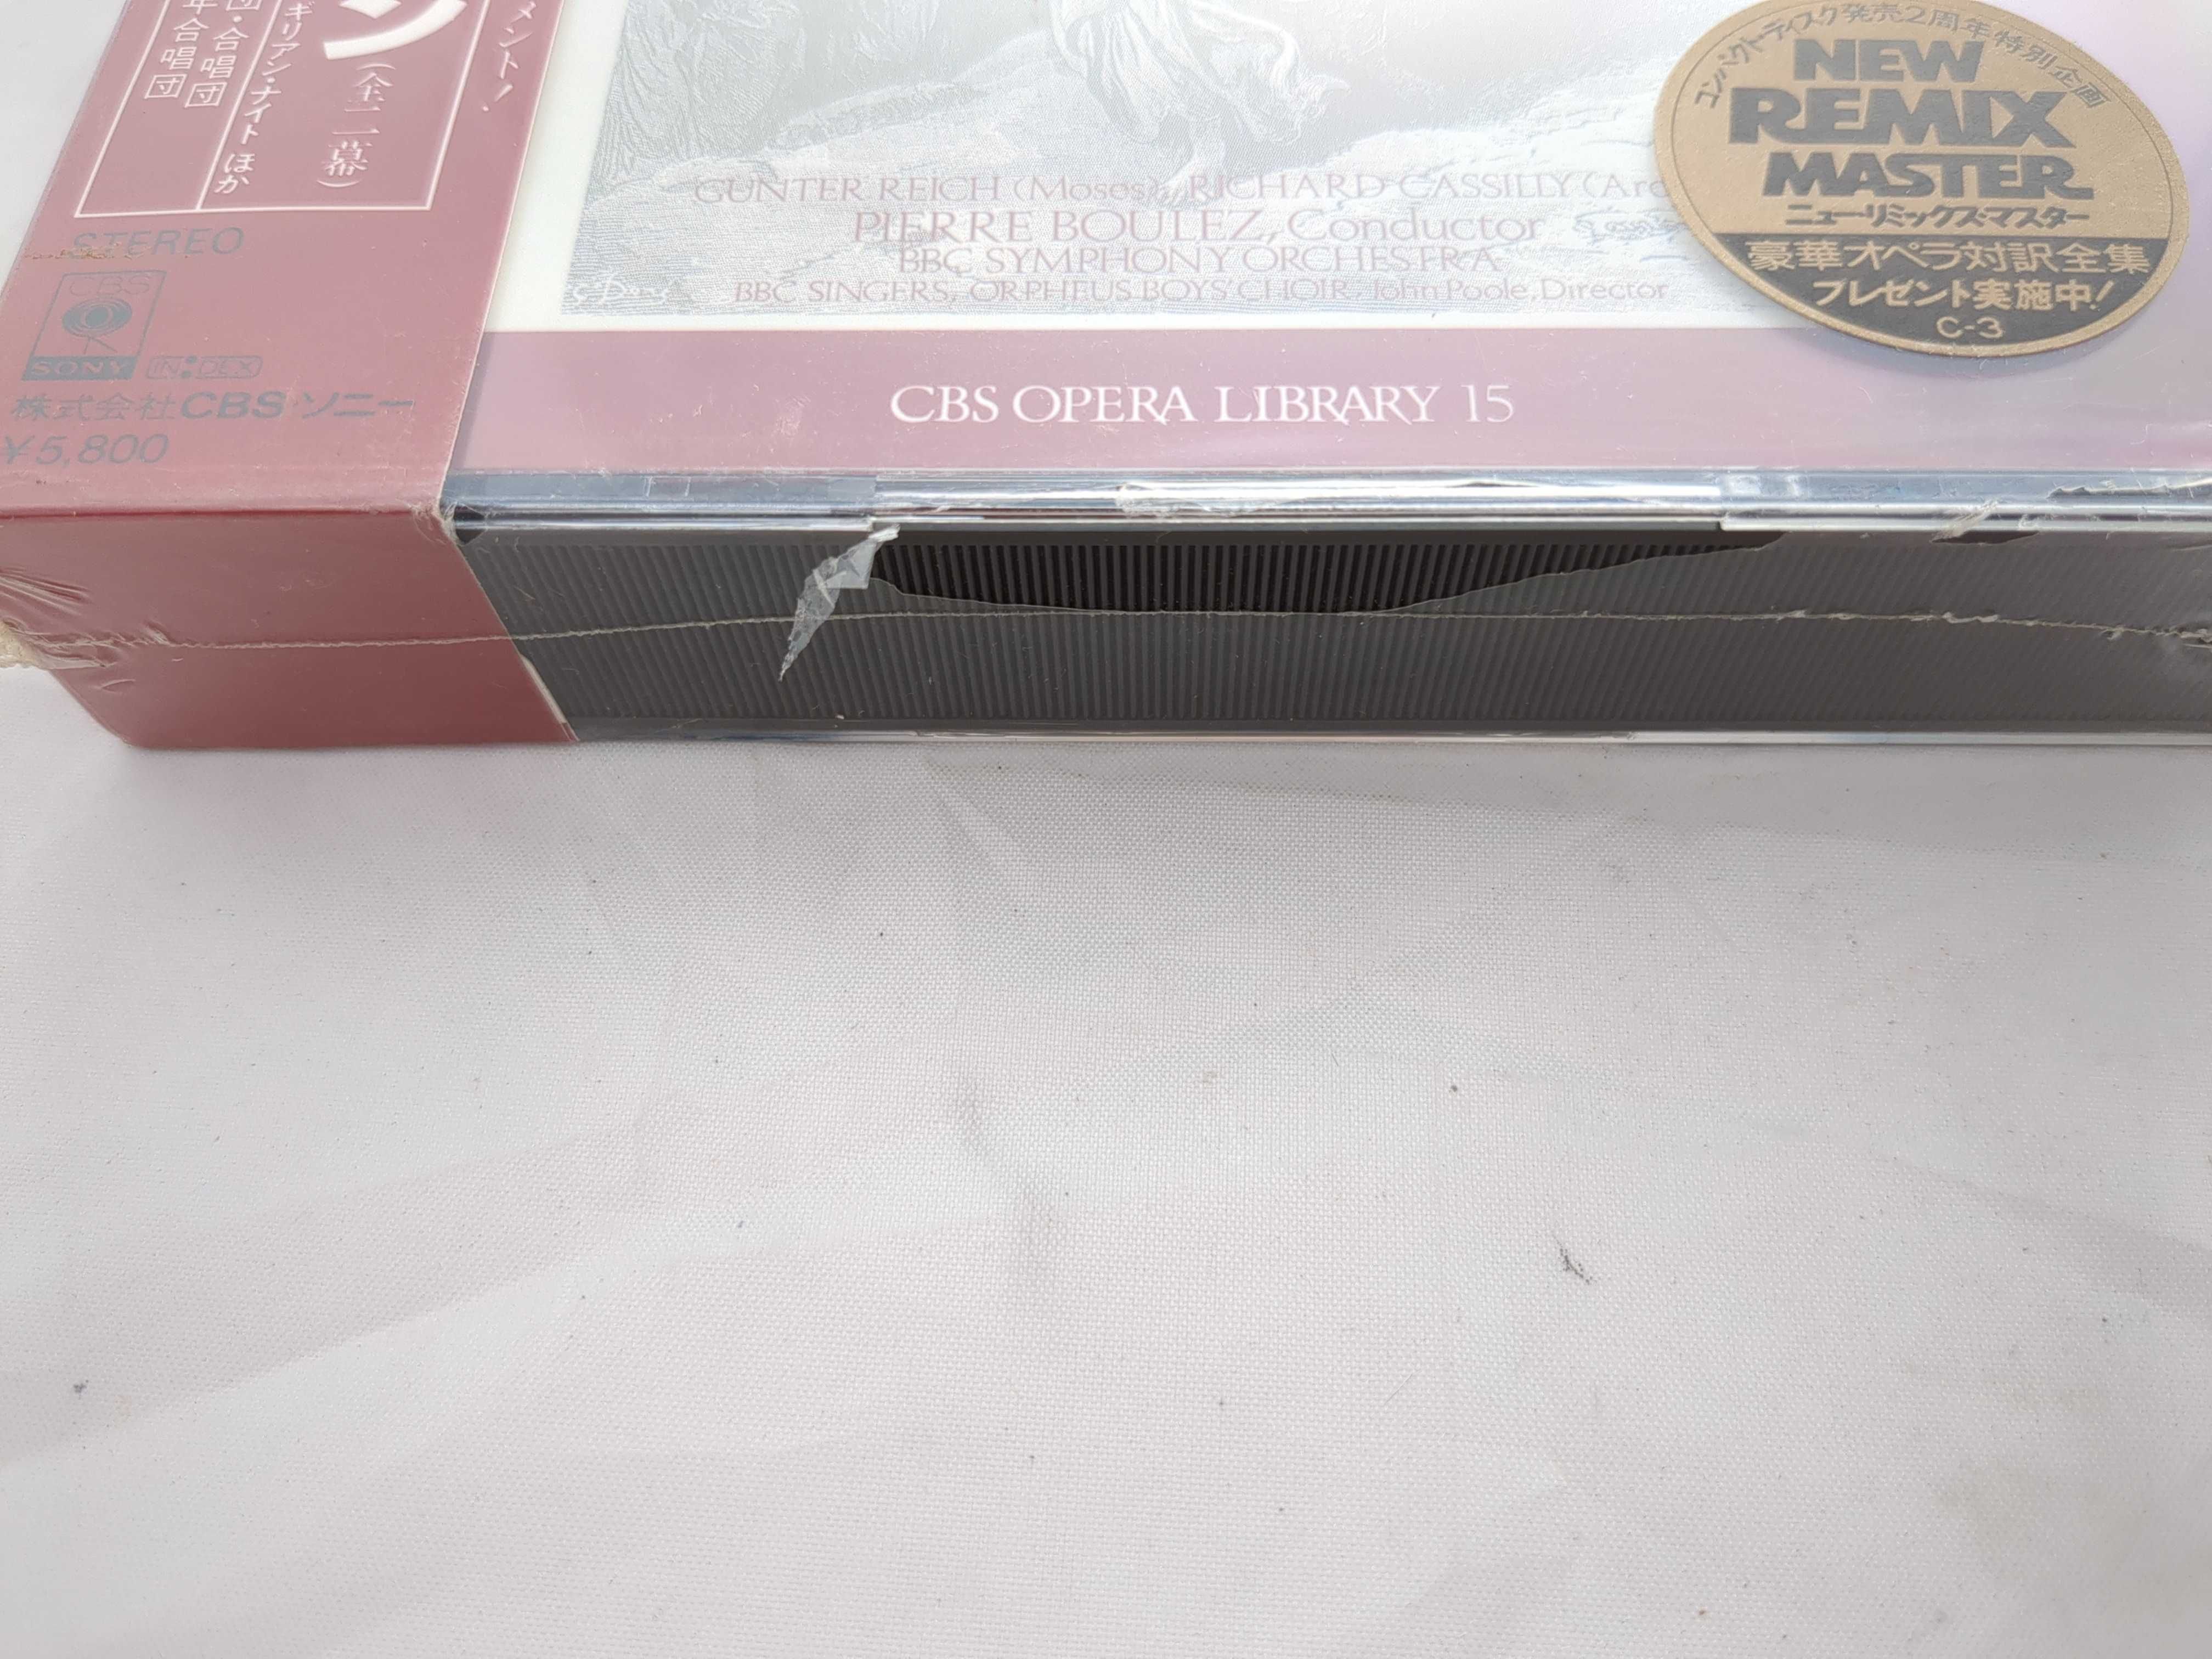 メント!
ン(全二幕)
ギリアン・ナイト ほか
団・合唱団
年合唱団
STEREO
CBS
SONY
INDEX
株式会社CBS・ソニー
¥5,800
GUNTER REICH (Moses), RICHARD CASSILLY
PIERRE BOULEZ, Conductor
BBC SYMPHONY ORCHESTRA
BBC SINGERS, ORPHEUS BOYS' CHOIR, John Poole, Director
CBS OPERA LIBRARY 15
コンパクト・ディスク発売2周年特別企画
NEW
REMIX
MASTER
ニュー・リミックス・マスター
豪華オペラ対訳全集
プレゼント実施中!
C-3